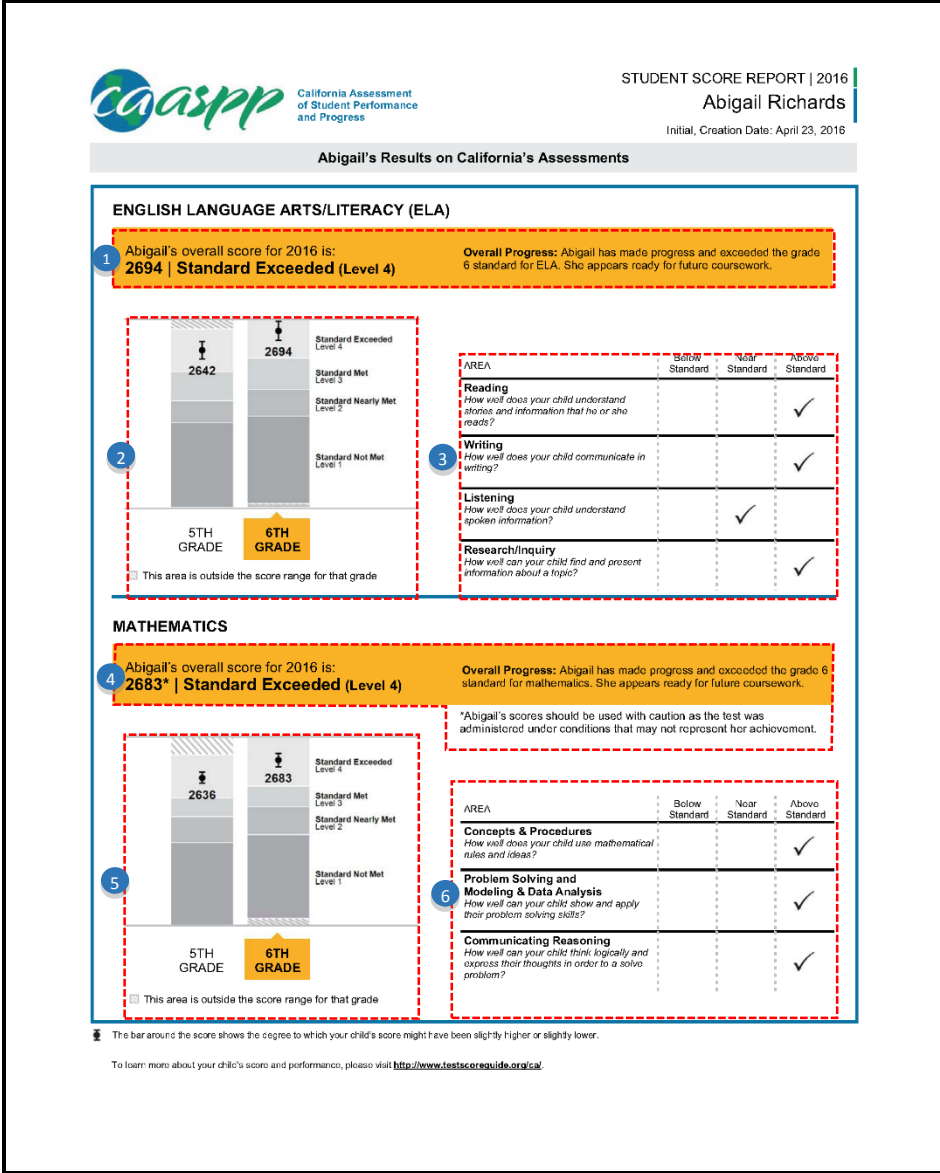 caaspp
California Assessment
of Student Performance
and Progress
STUDENT SCORE REPORT | 2016
Abigail Richards
Initial, Creation Date: April 23, 2016
Abigail's Results on California's Assessments
ENGLISH LANGUAGE ARTS/LITERACY (ELA)
1
Abigail's overall score for 2016 is:
2694 | Standard Exceeded (Level 4)
Overall Progress: Abigail has made progress and exceeded the grade
6 standard for ELA. She appears ready for future coursework.
2
2642
2694
Standard Exceeded
Level 4
Standard Met
Level 3
Standard Nearly Met
Level 2
Standard Not Met
Level 1
5TH
GRADE
6TH
GRADE
This area is outside the score range for that grade
3
AREA
Below
Standard
Near
Standard
Above
Standard
Reading
How well does your child understand
stories and information that he or she
reads?
Writing
How well does your child communicate in
writing?
Listening
How well does your child understand
spoken information?
Research/Inquiry
How well can your child find and present
information about a topic?
MATHEMATICS
4
Abigail's overall score for 2016 is:
2683* | Standard Exceeded (Level 4)
Overall Progress: Abigail has made progress and exceeded the grade 6
standard for mathematics. She appears ready for future coursework.
*Abigail's scores should be used with caution as the test was
administered under conditions that may not represent her achievement.
5
2636
2683
Standard Exceeded
Level 4
Standard Met
Level 3
Standard Nearly Met
Level 2
Standard Not Met
Level 1
5TH
GRADE
6TH
GRADE
This area is outside the score range for that grade
6
AREA
Below
Standard
Near
Standard
Above
Standard
Concepts & Procedures
How well does your child use mathematical
rules and ideas?
Problem Solving and
Modeling & Data Analysis
How well can your child show and apply
their problem solving skills?
Communicating Reasoning
How well can your child think logically and
express their thoughts in order to a solve
problem?
The bar around the score shows the degree to which your child's score might have been slightly higher or slightly lower.
To learn more about your child's score and performance, please visit http://www.testscoreguide.org/ca/.